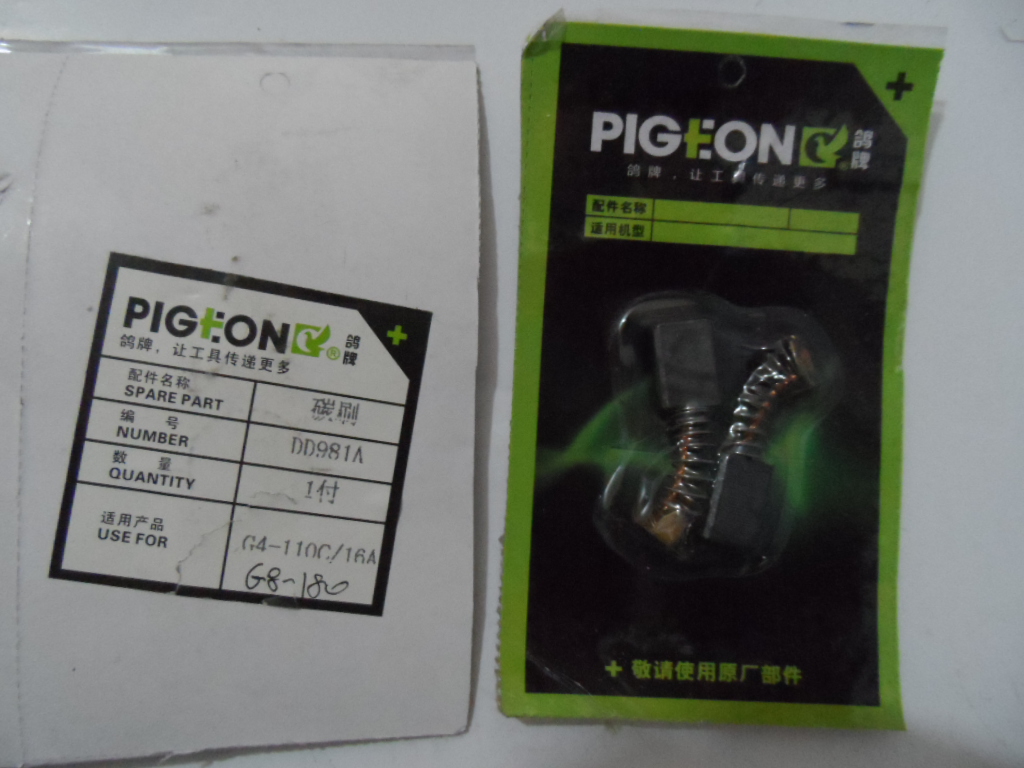 PIGEON® 鸽牌
鸽牌，让工具传递更多
配件名称 碳刷
SPARE PART
编 号 DD981A
NUMBER
数 量 1付
QUANTITY
适用产品 G4-110C/16A
USE FOR G8-180
PIGEON® 鸽牌
鸽牌，让工具传递更多
配件名称
适用机型
敬请使用原厂部件